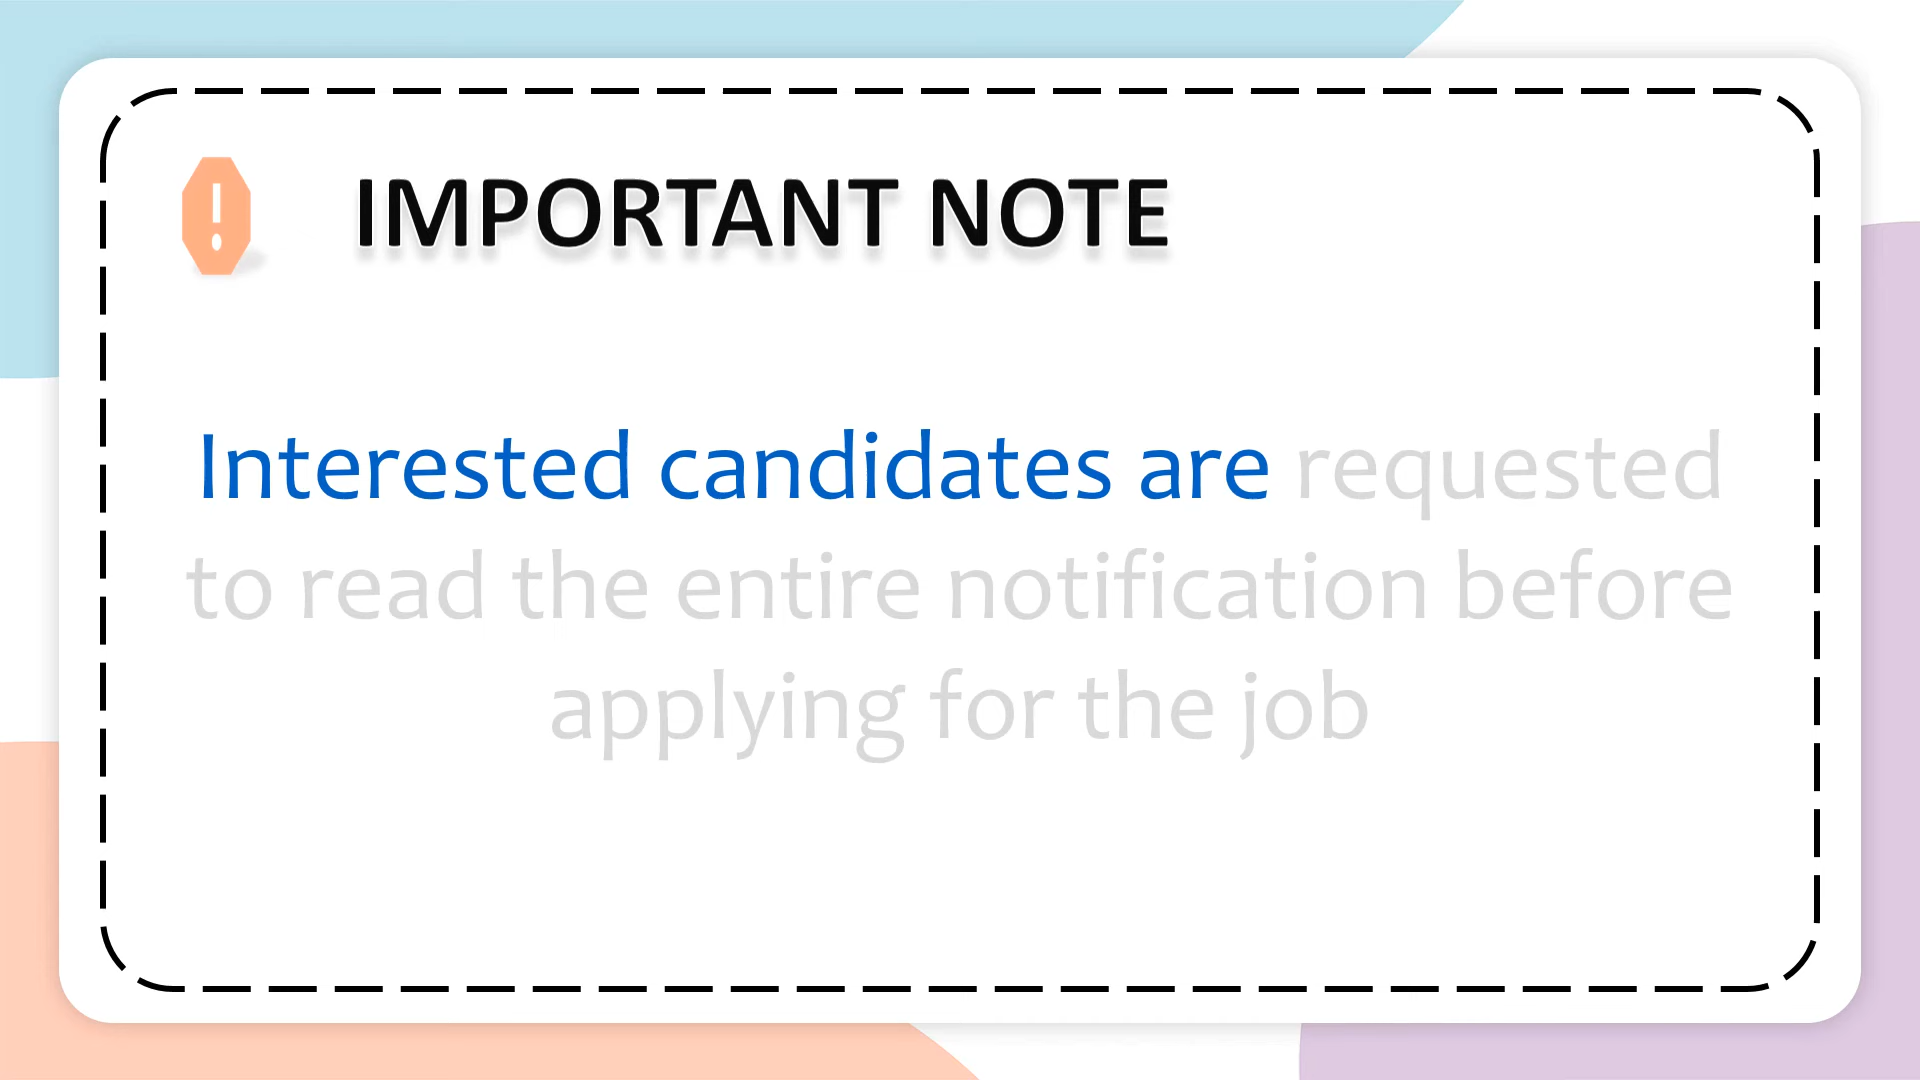 IMPORTANT NOTE
Interested candidates are requested
to read the entire notification before
applying for the job